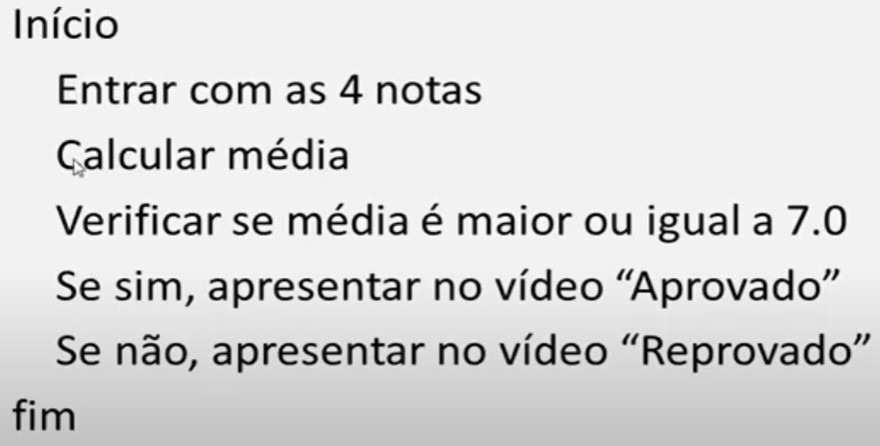 Início
Entrar com as 4 notas
Calcular média
Verificar se média é maior ou igual a 7.0
Se sim, apresentar no vídeo “Aprovado”
Se não, apresentar no vídeo “Reprovado”
fim